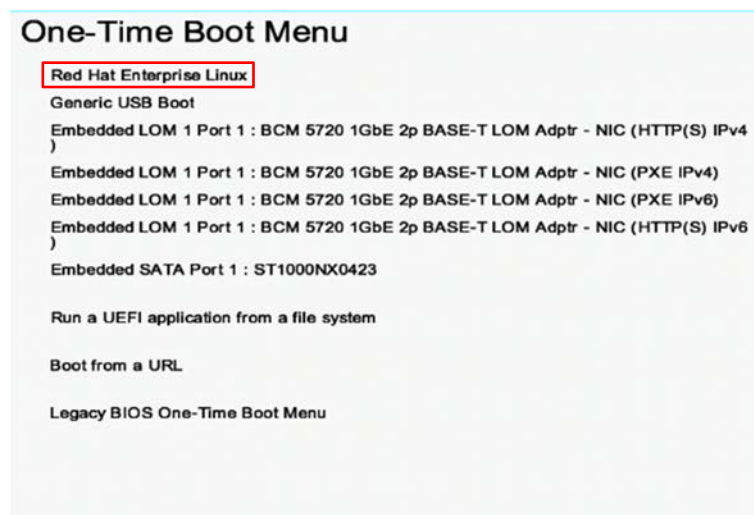 One-Time Boot Menu
Red Hat Enterprise Linux
Generic USB Boot
Embedded LOM 1 Port 1 : BCM 5720 1GbE 2p BASE-T LOM Adptr - NIC (HTTP(S) IPv4
)
Embedded LOM 1 Port 1 : BCM 5720 1GbE 2p BASE-T LOM Adptr - NIC (PXE IPv4)
Embedded LOM 1 Port 1 : BCM 5720 1GbE 2p BASE-T LOM Adptr - NIC (PXE IPv6)
Embedded LOM 1 Port 1 : BCM 5720 1GbE 2p BASE-T LOM Adptr - NIC (HTTP(S) IPv6
)
Embedded SATA Port 1 : ST1000NX0423
Run a UEFI application from a file system
Boot from a URL
Legacy BIOS One-Time Boot Menu